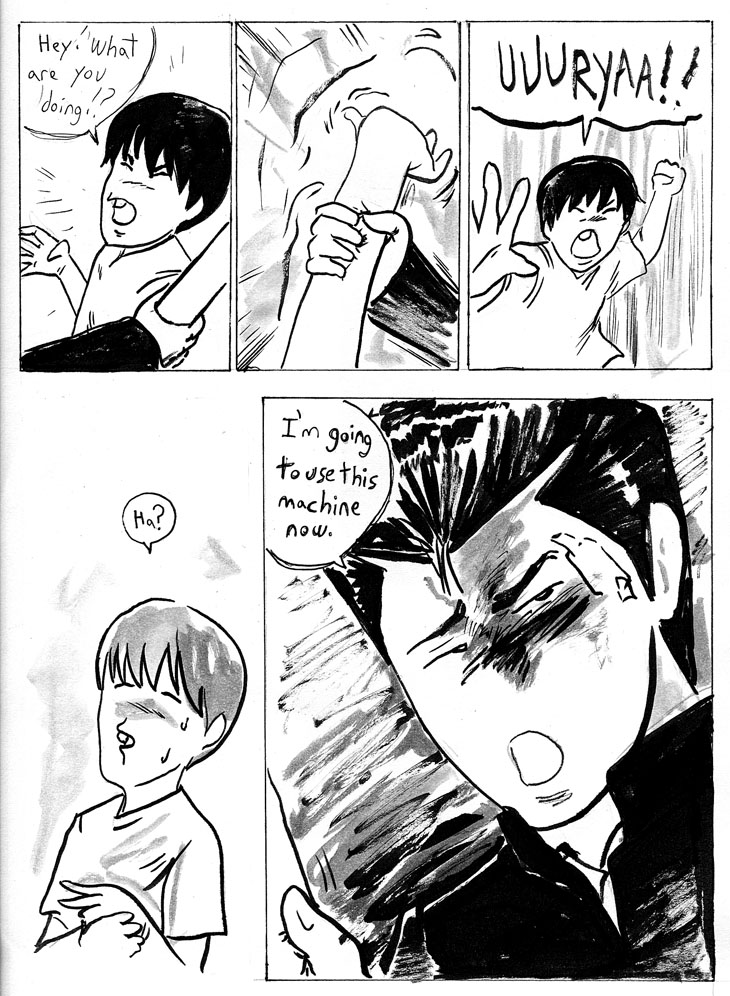 Hey! What
are you
doing!?
UUURYAA!!
Ha?
I'm going
to use this
machine
now.